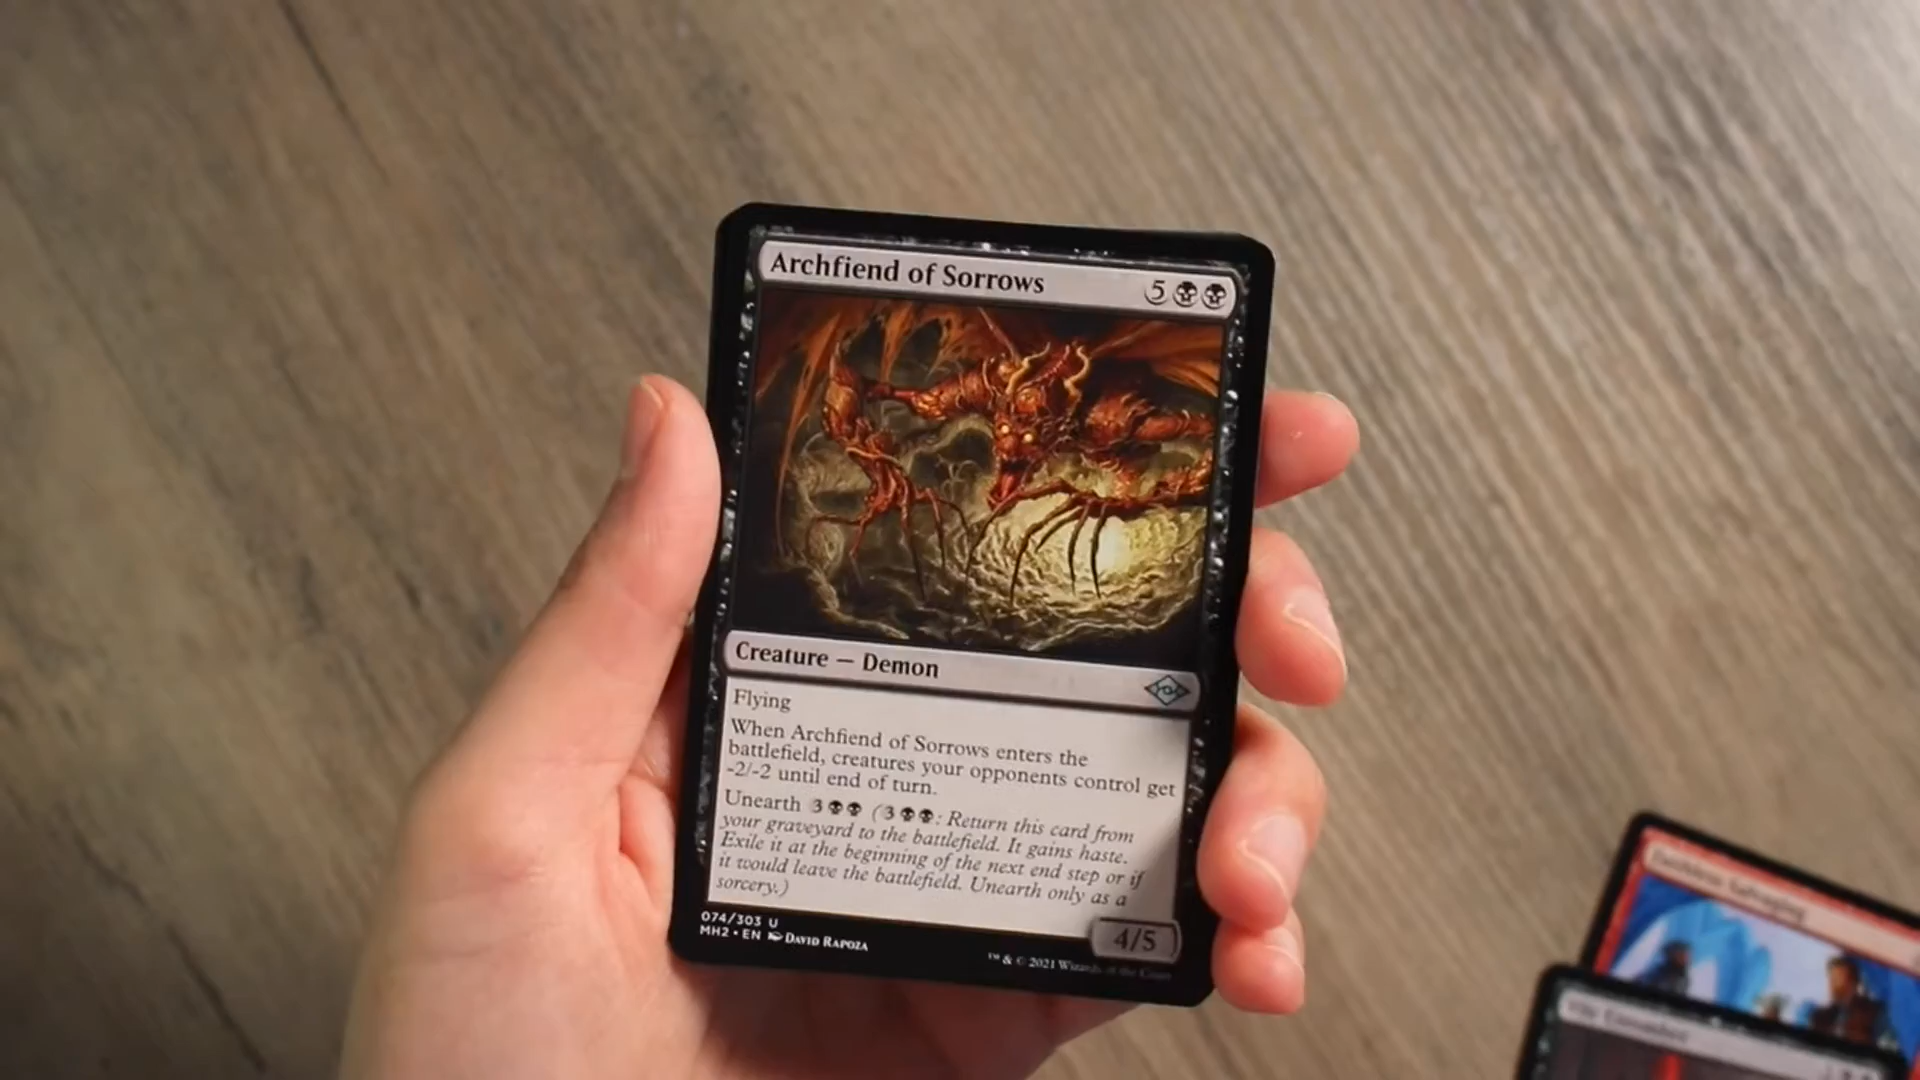 Archfiend of Sorrows 5
Creature — Demon
Flying
When Archfiend of Sorrows enters the
battlefield, creatures your opponents control get
-2/-2 until end of turn.
Unearth 3 (3 : Return this card from
your graveyard to the battlefield. It gains haste.
Exile it at the beginning of the next end step or if
it would leave the battlefield. Unearth only as a
sorcery.)
4/5
074/303 U
MH2 • EN DAVID RAPOZA
™ & © 2021 Wizards of the Coast